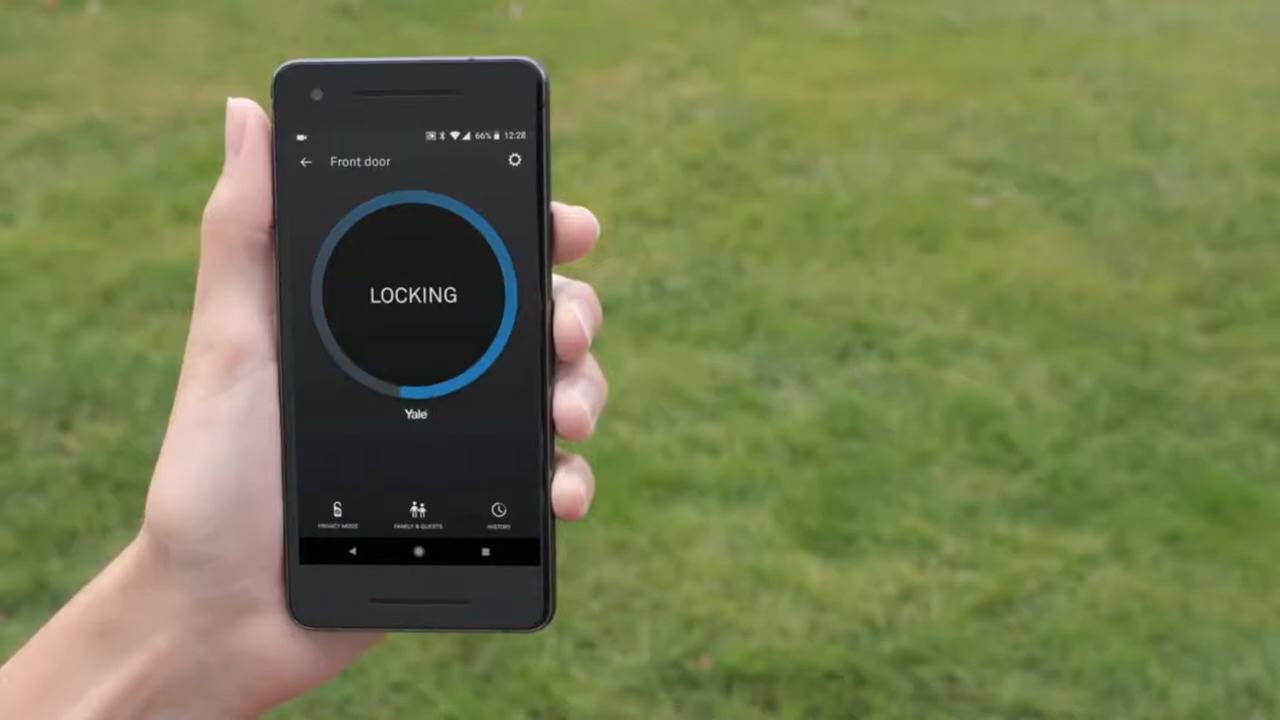 66% 12:28
Front door
LOCKING
Yale
PRIVACY MODE FAMILY & GUESTS HISTORY